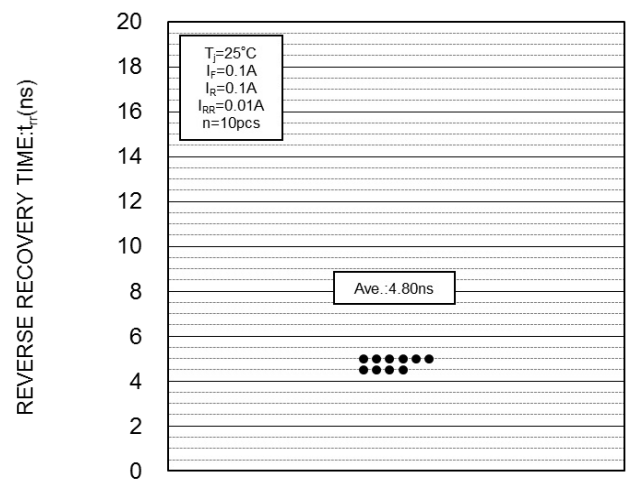 REVERSE RECOVERY TIME:trr(ns)
20
18
16
14
12
10
8
6
4
2
0
Tj=25°C
IF=0.1A
IR=0.1A
IRR=0.01A
n=10pcs
Ave.:4.80ns